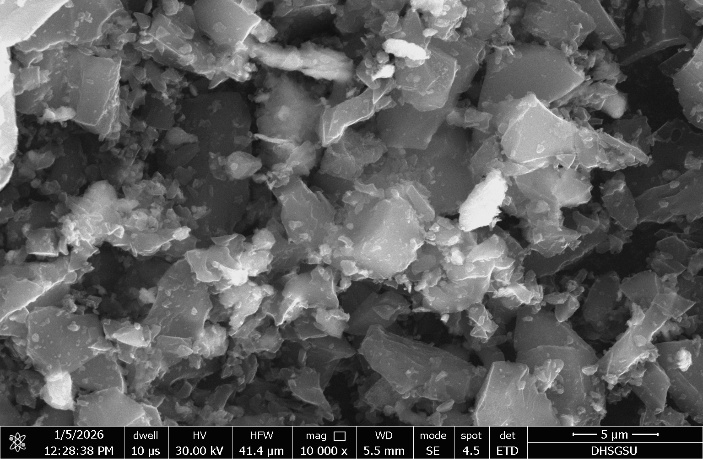 1/5/2026
12:28:38 PM
dwell
10 µs
HV
30.00 kV
HFW
41.4 µm
mag
10 000 x
WD
5.5 mm
mode
SE
spot
4.5
det
ETD
5 µm
DHSGSU